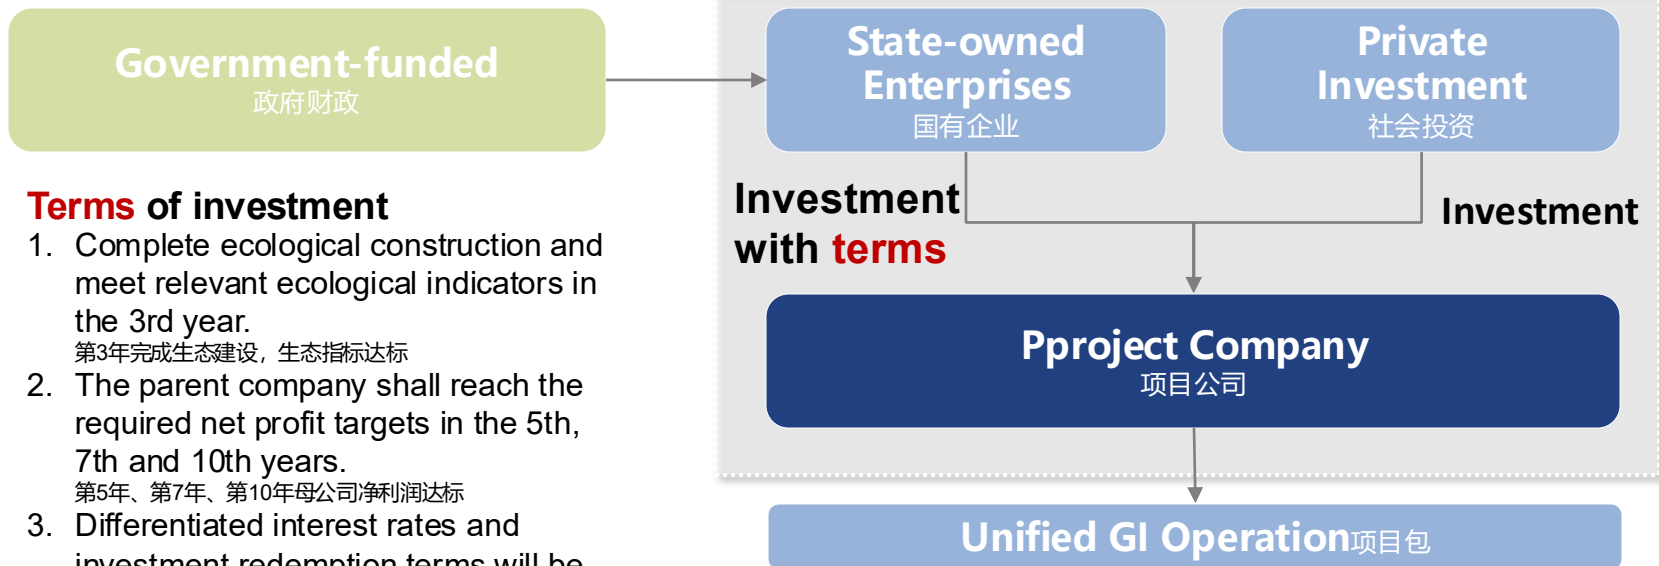 Government-funded
政府财政
State-owned
Enterprises
国有企业
Private
Investment
社会投资
Terms of investment
1. Complete ecological construction and
meet relevant ecological indicators in
the 3rd year.
第3年完成生态建设，生态指标达标
2. The parent company shall reach the
required net profit targets in the 5th,
7th and 10th years.
第5年、第7年、第10年母公司净利润达标
3. Differentiated interest rates and
investment redemption terms will be
Investment
with terms
Investment
Pproject Company
项目公司
Unified GI Operation项目包